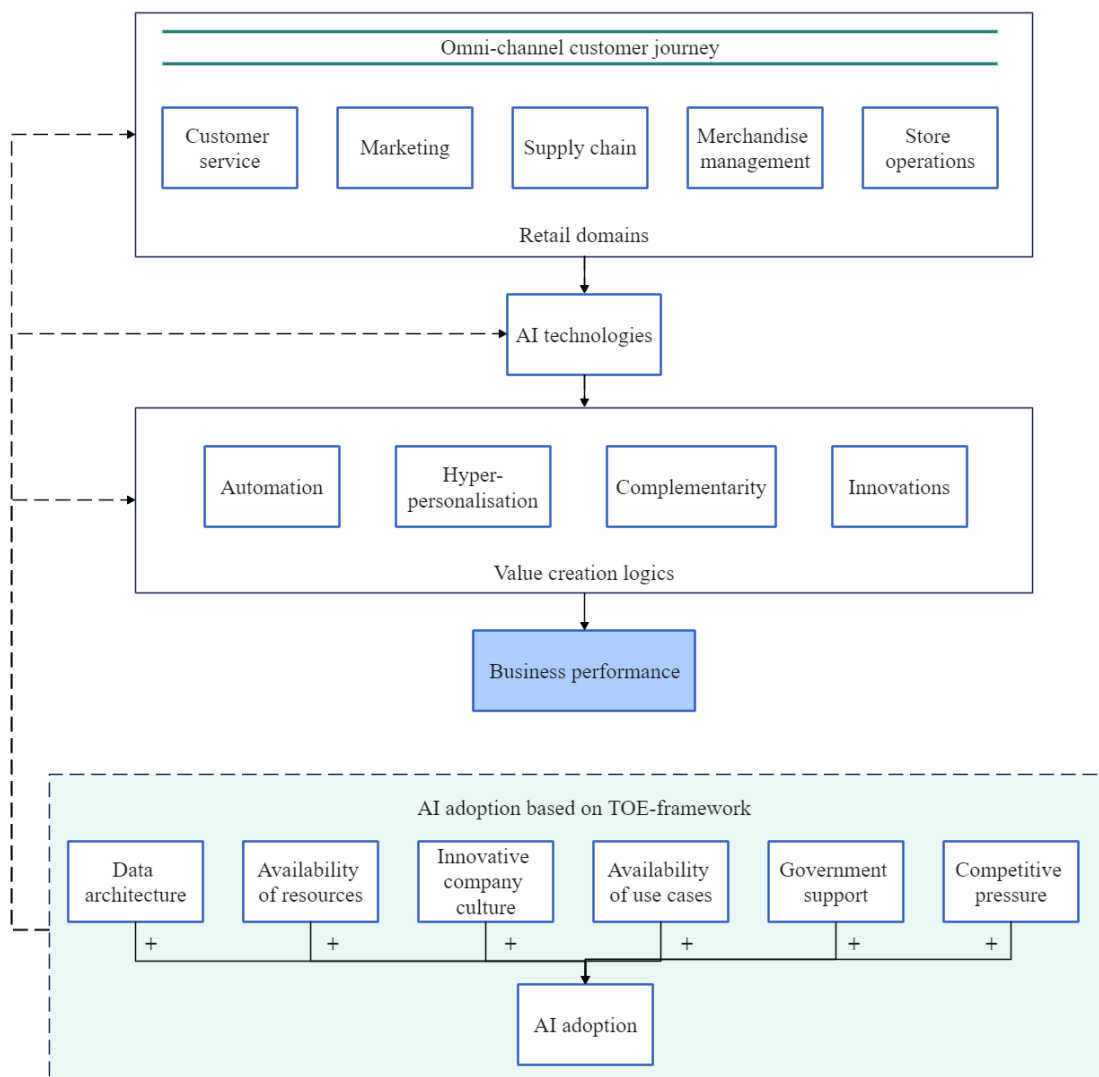 Omni-channel customer journey
Customer
service
Marketing
Supply chain
Merchandise
management
Store
operations
Retail domains
AI technologies
Automation
Hyper-
personalisation
Complementarity
Innovations
Value creation logics
Business performance
AI adoption based on TOE-framework
Data
architecture
Availability
of resources
Innovative
company
culture
Availability
of use cases
Government
support
Competitive
pressure
+
+
+
+
+
+
AI adoption